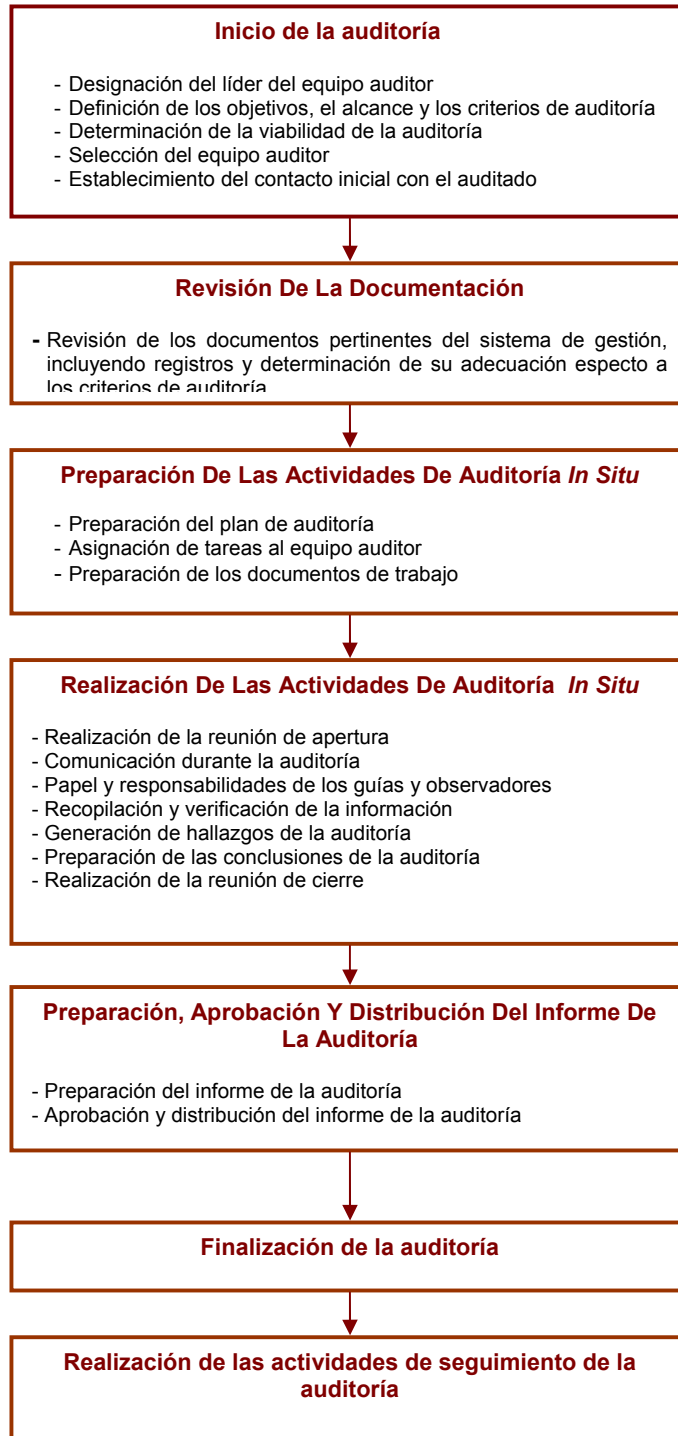 Inicio de la auditoría
- Designación del líder del equipo auditor
- Definición de los objetivos, el alcance y los criterios de auditoría
- Determinación de la viabilidad de la auditoría
- Selección del equipo auditor
- Establecimiento del contacto inicial con el auditado
Revisión De La Documentación
- Revisión de los documentos pertinentes del sistema de gestión,
incluyendo registros y determinación de su adecuación especto a
los criterios de auditoría
Preparación De Las Actividades De Auditoría In Situ
- Preparación del plan de auditoría
- Asignación de tareas al equipo auditor
- Preparación de los documentos de trabajo
Realización De Las Actividades De Auditoría In Situ
- Realización de la reunión de apertura
- Comunicación durante la auditoría
- Papel y responsabilidades de los guías y observadores
- Recopilación y verificación de la información
- Generación de hallazgos de la auditoría
- Preparación de las conclusiones de la auditoría
- Realización de la reunión de cierre
Preparación, Aprobación Y Distribución Del Informe De
La Auditoría
- Preparación del informe de la auditoría
- Aprobación y distribución del informe de la auditoría
Finalización de la auditoría
Realización de las actividades de seguimiento de la
auditoría